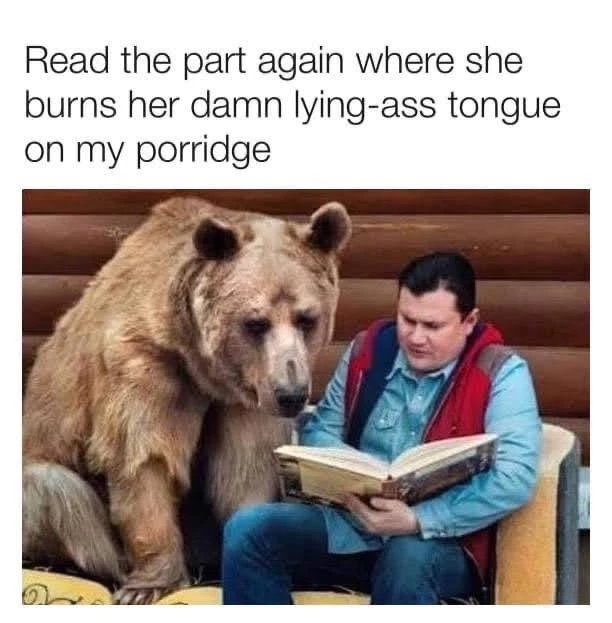 Read the part again where she
burns her damn lying-ass tongue
on my porridge